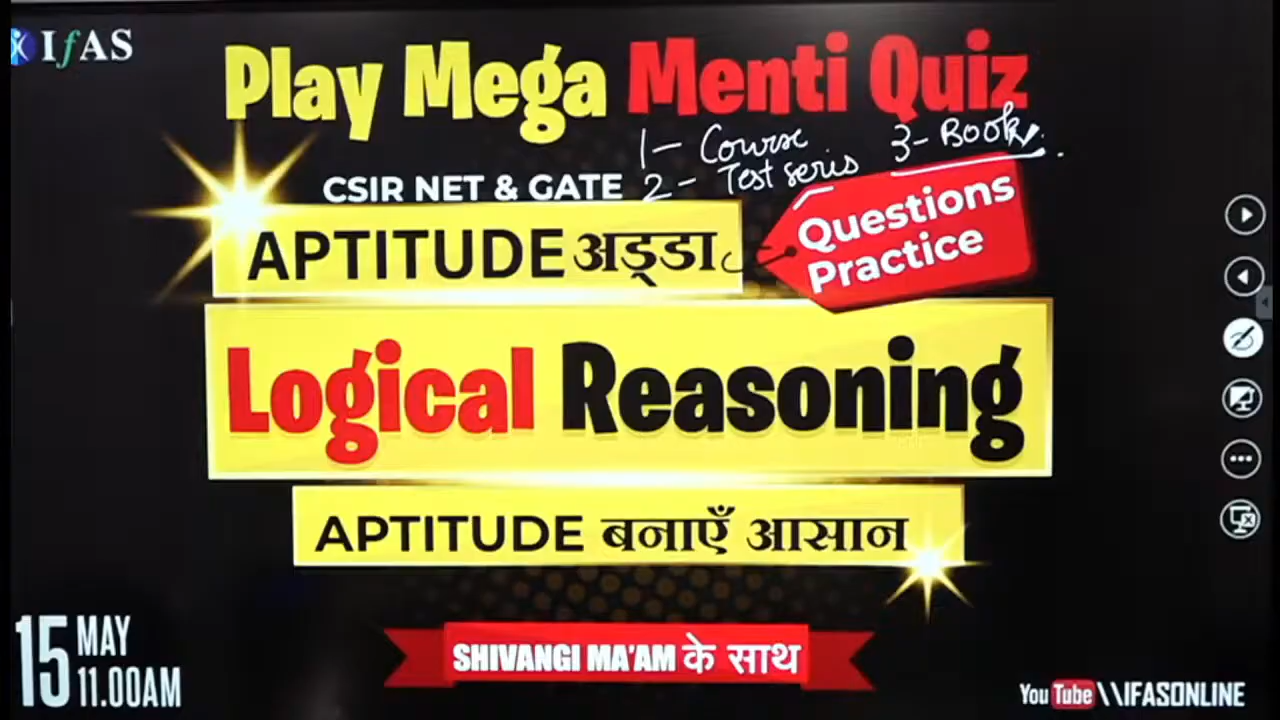 IfAS
Play Mega Menti Quiz
1- Course
3- Book
2- Test seris
CSIR NET & GATE
APTITUDE अड्डा
Questions
Practice
Logical Reasoning
APTITUDE बनाएँ आसान
15 MAY
11.00AM
SHIVANGI MA'AM के साथ
YouTube \\IFASONLINE